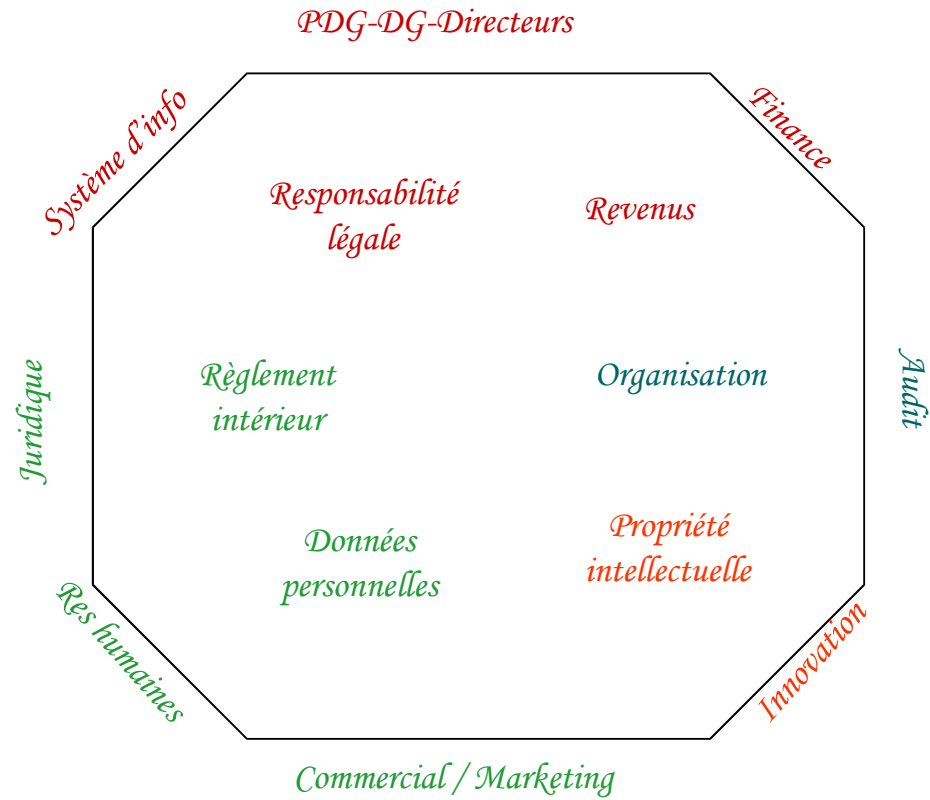 PDG-DG-Directeurs
Système d'info
Finance
Responsabilité
légale
Revenus
Juridique
Règlement
intérieur
Organisation
Audit
Données
personnelles
Propriété
intellectuelle
Res humaines
Innovation
Commercial / Marketing